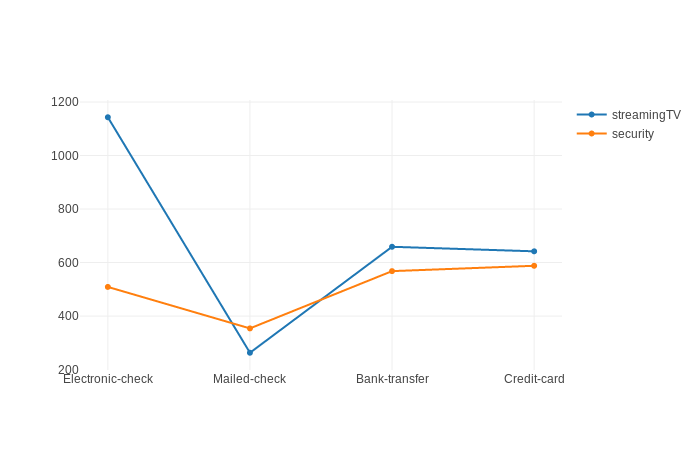 1200
1000
800
600
400
200
Electronic-check
Mailed-check
Bank-transfer
Credit-card
streamingTV
security